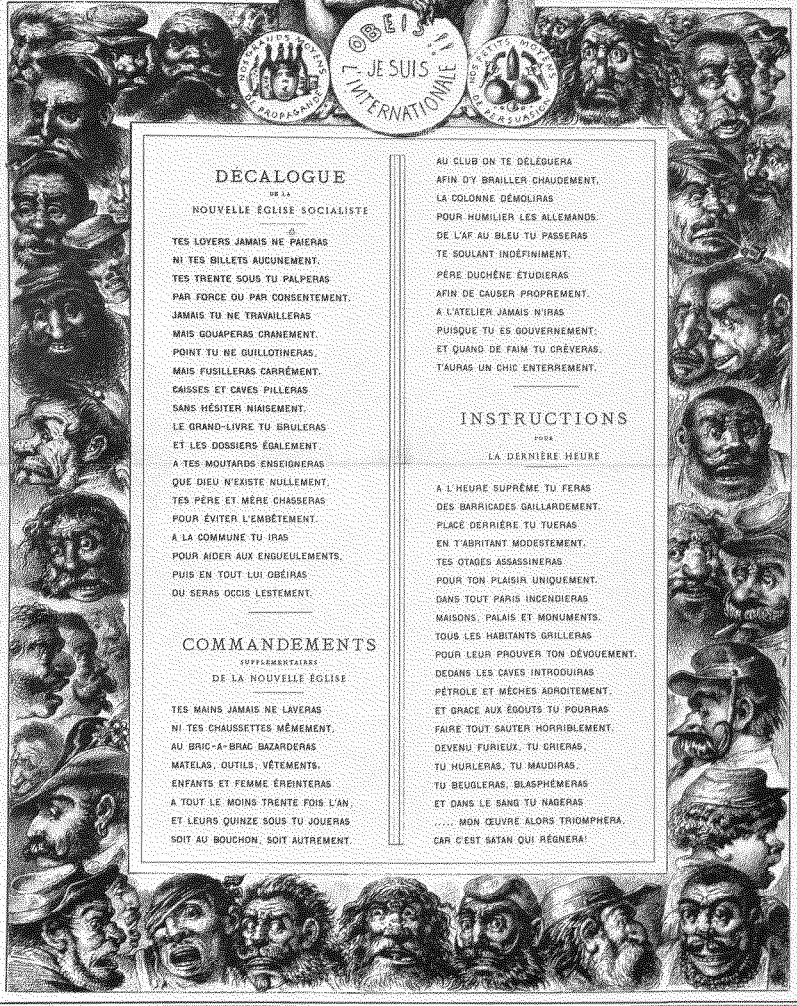 OBÉIS !!
JE SUIS
L'INTERNATIONALE
NOS GRANDS MOYENS
DE PROPAGANDE
NOS PETITS MOYENS
DE PERSUASION
DÉCALOGUE
DE LA
NOUVELLE ÉGLISE SOCIALISTE
TES LOYERS JAMAIS NE PAIERAS
NI TES BILLETS AUCUNEMENT.
TES TRENTE SOUS TU PALPERAS
PAR FORCE OU PAR CONSENTEMENT.
JAMAIS TU NE TRAVAILLERAS
MAIS GOUAPERAS CRANEMENT.
POINT TU NE GUILLOTINERAS,
MAIS FUSILLERAS CARRÉMENT.
CAISSES ET CAVES PILLERAS
SANS HÉSITER NIAISEMENT.
LE GRAND-LIVRE TU BRULERAS
ET LES DOSSIERS ÉGALEMENT.
A TES MOUTARDS ENSEIGNERAS
QUE DIEU N'EXISTE NULLEMENT.
TES PÈRE ET MÈRE CHASSERAS
POUR ÉVITER L'EMBÊTEMENT.
A LA COMMUNE TU IRAS
POUR AIDER AUX ENGUEULEMENTS,
PUIS EN TOUT LUI OBÉIRAS
OU SERAS OCCIS LESTEMENT.
COMMANDEMENTS
SUPPLÉMENTAIRES
DE LA NOUVELLE ÉGLISE
TES MAINS JAMAIS NE LAVERAS
NI TES CHAUSSETTES MÊMEMENT,
AU BRIC-A-BRAC BAZARDERAS
MATELAS, OUTILS, VÊTEMENTS.
ENFANTS ET FEMME ÉREINTERAS
A TOUT LE MOINS TRENTE FOIS L'AN,
ET LEURS QUINZE SOUS TU JOUERAS
SOIT AU BOUCHON, SOIT AUTREMENT.
AU CLUB ON TE DÉLÉGUERA
AFIN D'Y BRAILLER CHAUDEMENT.
LA COLONNE DÉMOLIRAS
POUR HUMILIER LES ALLEMANDS.
DE L'AF AU BLEU TU PASSERAS
TE SOULANT INDÉFINIMENT.
PÈRE DUCHÊNE ÉTUDIERAS
AFIN DE CAUSER PROPREMENT.
A L'ATELIER JAMAIS N'IRAS
PUISQUE TU ES GOUVERNEMENT;
ET QUAND DE FAIM TU CRÈVERAS,
T'AURAS UN CHIC ENTERREMENT.
INSTRUCTIONS
POUR
LA DERNIÈRE HEURE
A L'HEURE SUPRÊME TU FERAS
DES BARRICADES GAILLARDEMENT.
PLACÉ DERRIÈRE TU TUERAS
EN T'ABRITANT MODESTEMENT.
TES OTAGES ASSASSINERAS
POUR TON PLAISIR UNIQUEMENT.
DANS TOUT PARIS INCENDIERAS
MAISONS, PALAIS ET MONUMENTS.
TOUS LES HABITANTS GRILLERAS
POUR LEUR PROUVER TON DÉVOUEMENT.
DEDANS LES CAVES INTRODUIRAS
PÉTROLE ET MÈCHES ADROITEMENT.
ET GRACE AUX ÉGOUTS TU POURRAS
FAIRE TOUT SAUTER HORRIBLEMENT.
DEVENU FURIEUX, TU CRIERAS,
TU HURLERAS, TU MAUDIRAS.
TU BEUGLERAS, BLASPHÈMERAS
ET DANS LE SANG TU NAGERAS
..... MON ŒUVRE ALORS TRIOMPHERA,
CAR C'EST SATAN QUI RÉGNERA!